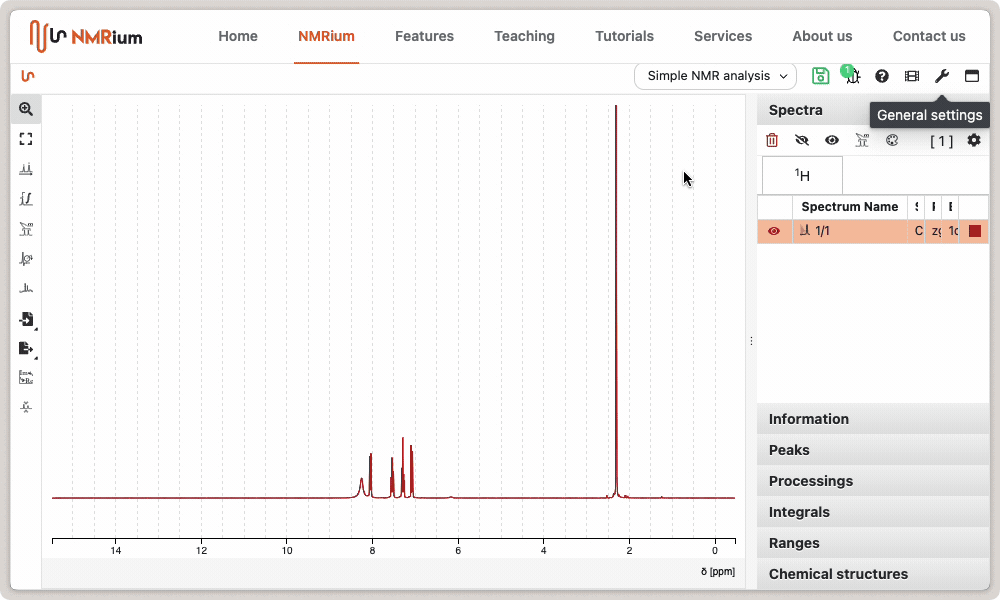 NMRium
Home
NMRium
Features
Teaching
Tutorials
Services
About us
Contact us
Simple NMR analysis
1
General settings
Spectra
[ 1 ]
1H
Spectrum Name
1/1
C
1
14
12
10
8
6
4
2
0
δ [ppm]
Information
Peaks
Processings
Integrals
Ranges
Chemical structures